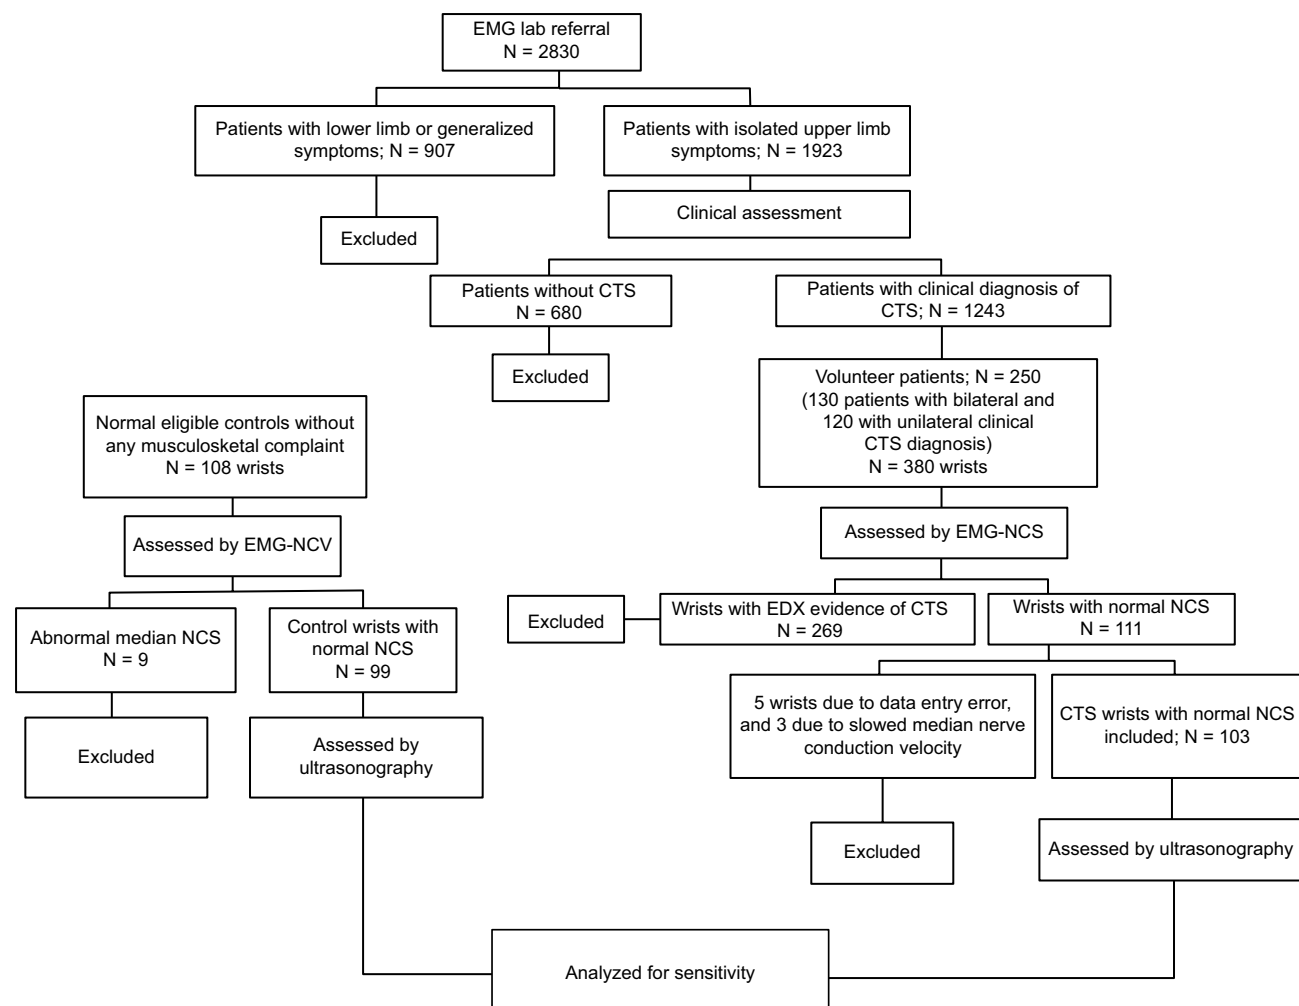 EMG lab referral
N = 2830
Patients with lower limb or generalized
symptoms; N = 907
Patients with isolated upper limb
symptoms; N = 1923
Excluded
Clinical assessment
Patients without CTS
N = 680
Patients with clinical diagnosis of
CTS; N = 1243
Excluded
Volunteer patients; N = 250
(130 patients with bilateral and
120 with unilateral clinical
CTS diagnosis)
N = 380 wrists
Normal eligible controls without
any musculosketal complaint
N = 108 wrists
Assessed by EMG-NCV
Assessed by EMG-NCS
Abnormal median NCS
N = 9
Control wrists with
normal NCS
N = 99
Excluded
Wrists with EDX evidence of CTS
N = 269
Wrists with normal NCS
N = 111
Excluded
Assessed by
ultrasonography
5 wrists due to data entry error,
and 3 due to slowed median nerve
conduction velocity
CTS wrists with normal NCS
included; N = 103
Excluded
Assessed by ultrasonography
Analyzed for sensitivity